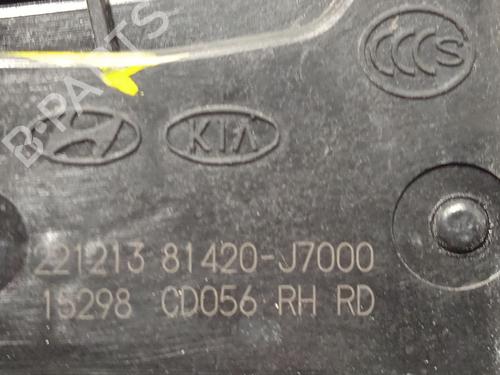 B-PARTS
CCCS
KIA
221213 81420-J7000
15298 CD056 RH RD